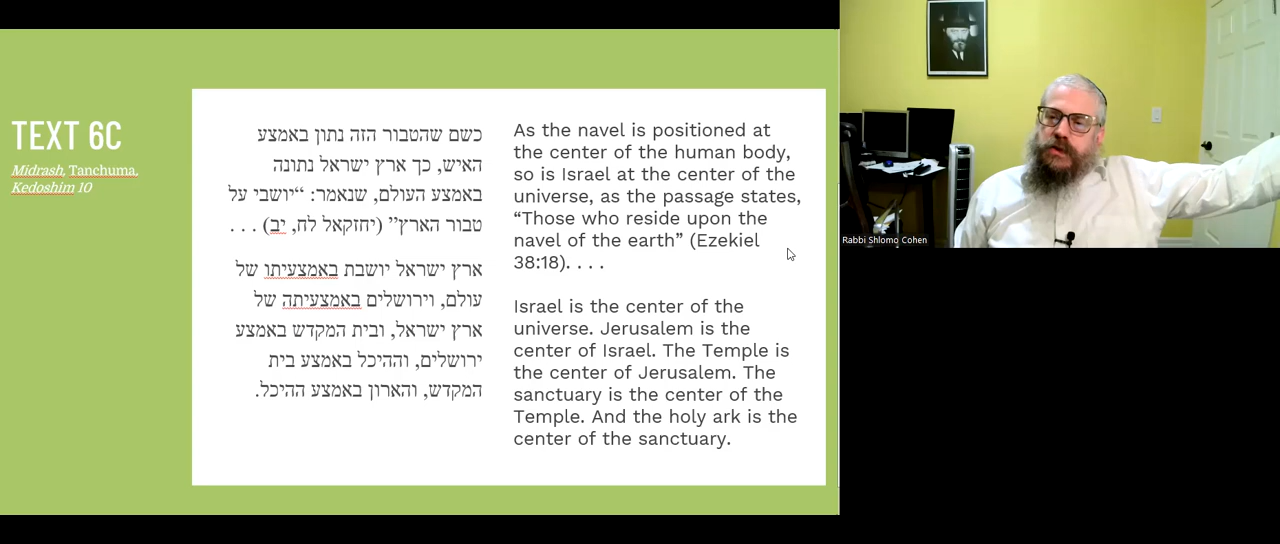 TEXT 6C
Midrash, Tanchuma,
Kedoshim 10
כשם שהטבור הזה נתון באמצע
האיש, כך ארץ ישראל נתונה
באמצע העולם, שנאמר: “יושבי על
טבור הארץ” (יחזקאל לח, יב) . . .
ארץ ישראל יושבת באמצעיתו של
עולם, וירושלים באמצעיתה של
ארץ ישראל, ובית המקדש באמצע
ירושלים, וההיכל באמצע בית
המקדש, והארון באמצע ההיכל.
As the navel is positioned at
the center of the human body,
so is Israel at the center of the
universe, as the passage states,
“Those who reside upon the
navel of the earth” (Ezekiel
38:18). . . .
Israel is the center of the
universe. Jerusalem is the
center of Israel. The Temple is
the center of Jerusalem. The
sanctuary is the center of the
Temple. And the holy ark is the
center of the sanctuary.
Rabbi Shlomo Cohen